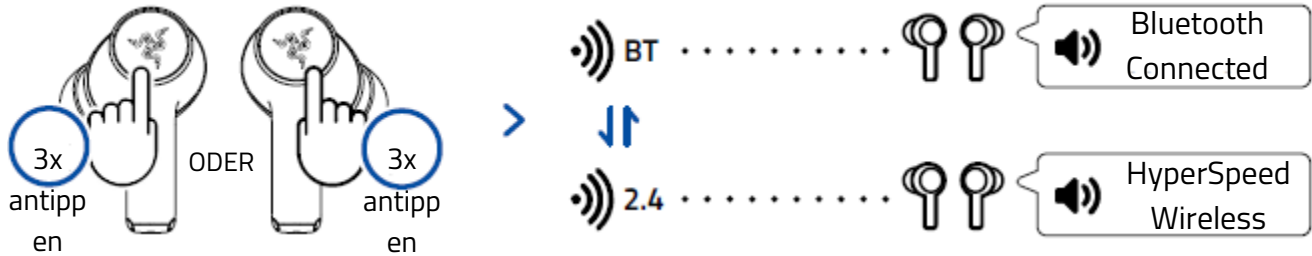 3x
antipp
en
ODER
3x
antipp
en
BT
Bluetooth
Connected
2.4
HyperSpeed
Wireless